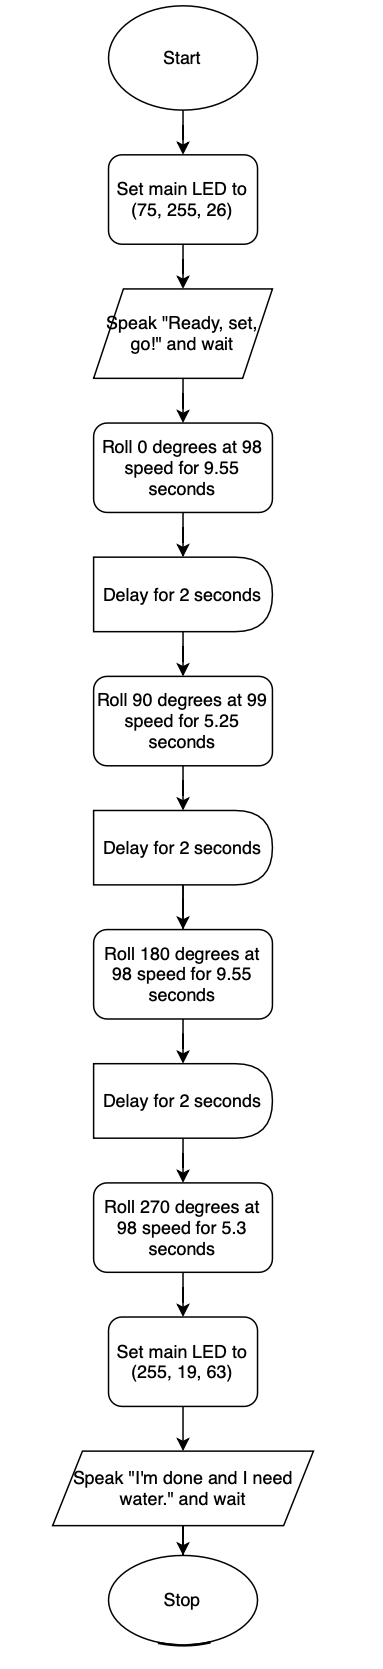 Start
Set main LED to
(75, 255, 26)
Speak "Ready, set,
go!" and wait
Roll 0 degrees at 98
speed for 9.55
seconds
Delay for 2 seconds
Roll 90 degrees at 99
speed for 5.25
seconds
Delay for 2 seconds
Roll 180 degrees at
98 speed for 9.55
seconds
Delay for 2 seconds
Roll 270 degrees at
98 speed for 5.3
seconds
Set main LED to
(255, 19, 63)
Speak "I'm done and I need
water." and wait
Stop